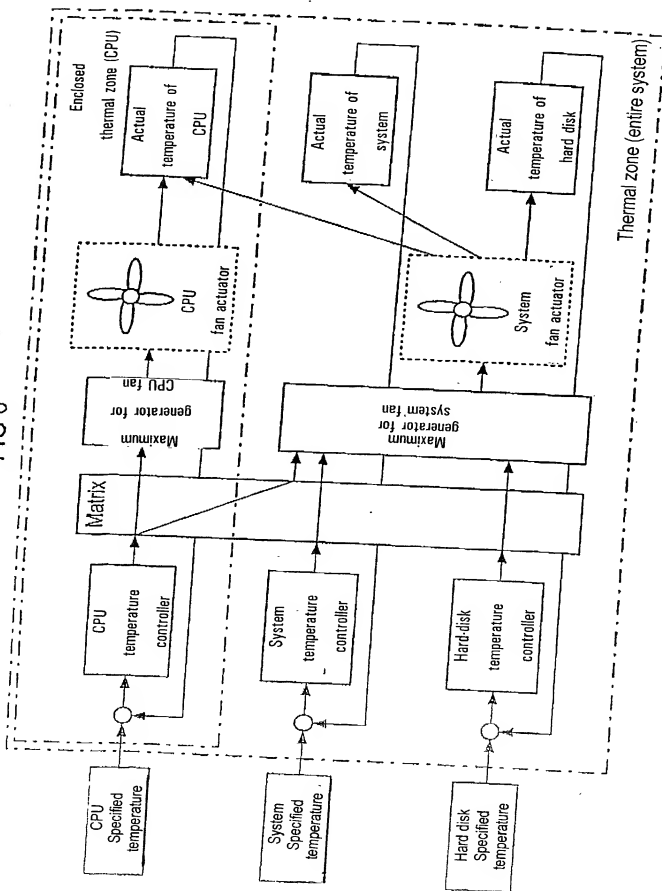 Enclosed
thermal zone (CPU)
CPU
Specified
temperature
CPU
temperature
controller
Matrix
Maximum
generator for
CPU fan
CPU
fan actuator
Actual
temperature of
CPU
System
Specified
temperature
System
temperature
controller
Maximum
generator for
system fan
System
fan actuator
Actual
temperature of
system
Hard disk
Specified
temperature
Hard-disk
temperature
controller
Actual
temperature of
hard disk
Thermal zone (entire system)